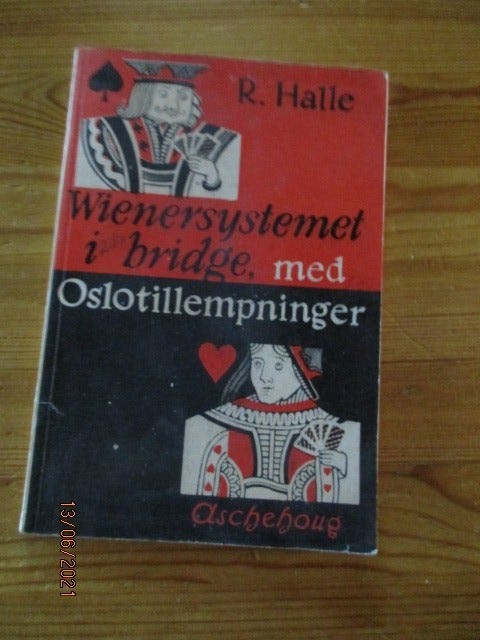 R. Halle
Wienersystemet
i bridge, med
Oslotillempninger
Aschehoug
13/06/2021